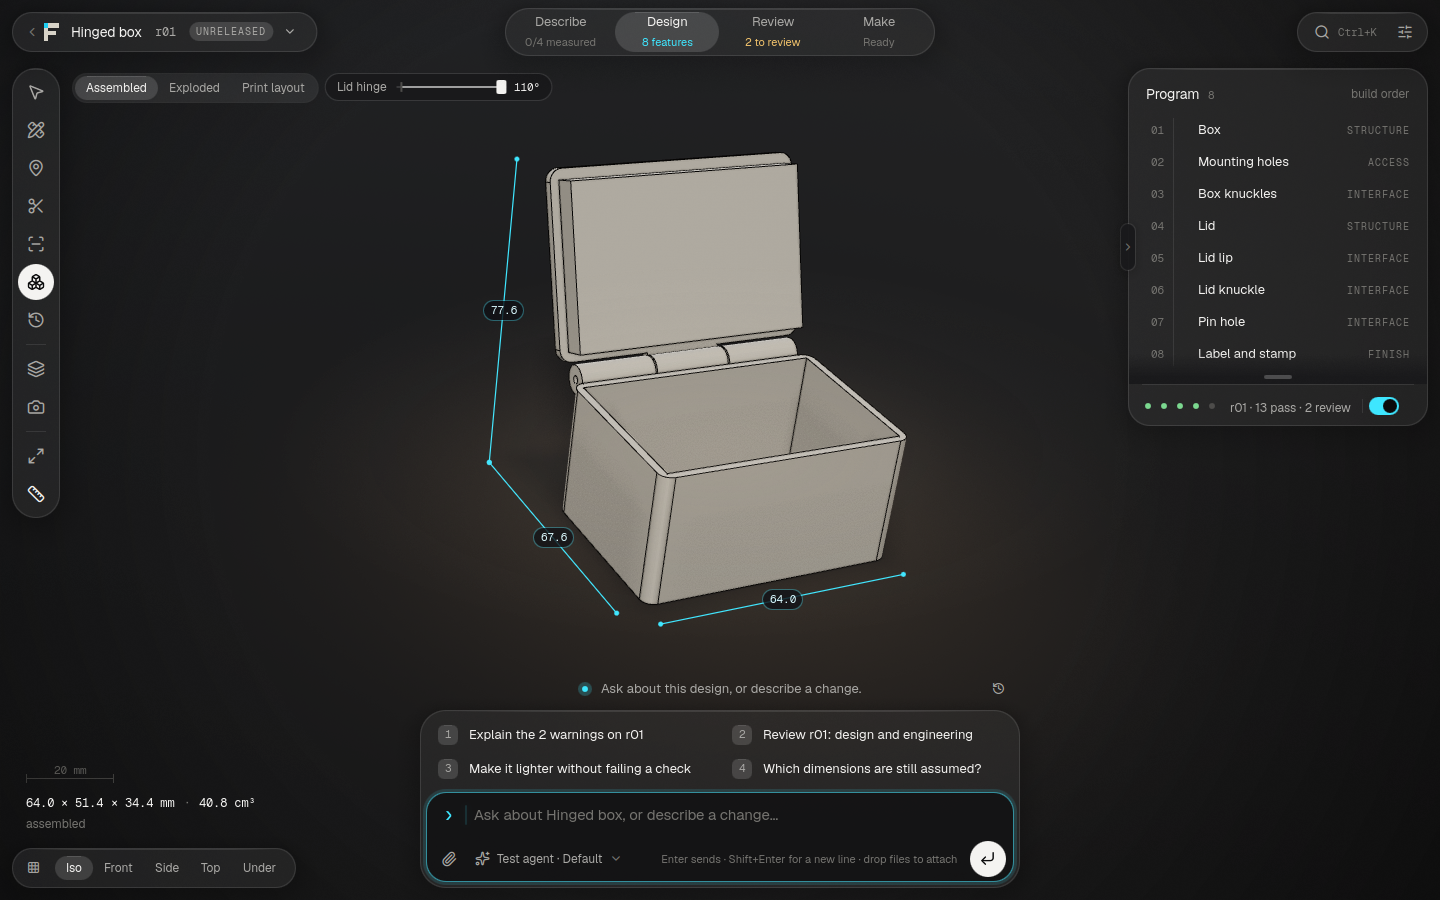 Hinged box r01 UNRELEASED
Describe
0/4 measured
Design
8 features
Review
2 to review
Make
Ready
Ctrl+K
Assembled Exploded Print layout
Lid hinge 110°
Program 8 build order
01 Box STRUCTURE
02 Mounting holes ACCESS
03 Box knuckles INTERFACE
04 Lid STRUCTURE
05 Lid lip INTERFACE
06 Lid knuckle INTERFACE
07 Pin hole INTERFACE
08 Label and stamp FINISH
r01 · 13 pass · 2 review
77.6
67.6
64.0
Ask about this design, or describe a change.
1 Explain the 2 warnings on r01
2 Review r01: design and engineering
3 Make it lighter without failing a check
4 Which dimensions are still assumed?
Ask about Hinged box, or describe a change...
Test agent · Default
Enter sends · Shift+Enter for a new line · drop files to attach
20 mm
64.0 × 51.4 × 34.4 mm · 40.8 cm³
assembled
Iso Front Side Top Under